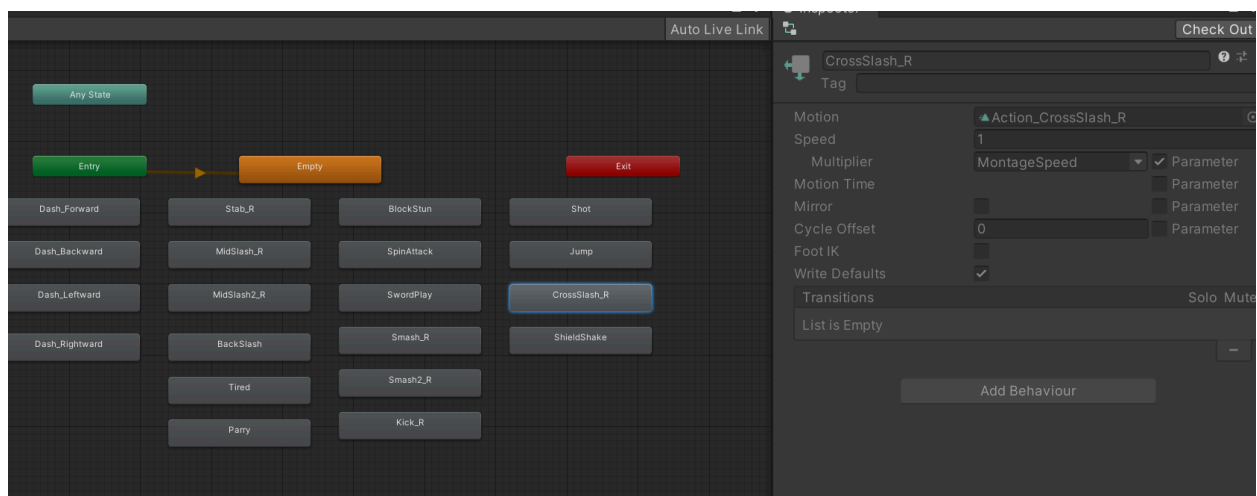 Auto Live Link
Inspector
Check Out
Any State
Entry
Empty
Exit
Dash_Forward
Stab_R
BlockStun
Shot
Dash_Backward
MidSlash_R
SpinAttack
Jump
Dash_Leftward
MidSlash2_R
SwordPlay
CrossSlash_R
Dash_Rightward
BackSlash
Smash_R
ShieldShake
Tired
Smash2_R
Parry
Kick_R
CrossSlash_R
Tag
Motion
Action_CrossSlash_R
Speed
1
Multiplier
MontageSpeed
Parameter
Motion Time
Parameter
Mirror
Parameter
Cycle Offset
0
Parameter
Foot IK
Write Defaults
Transitions
Solo Mute
List is Empty
Add Behaviour